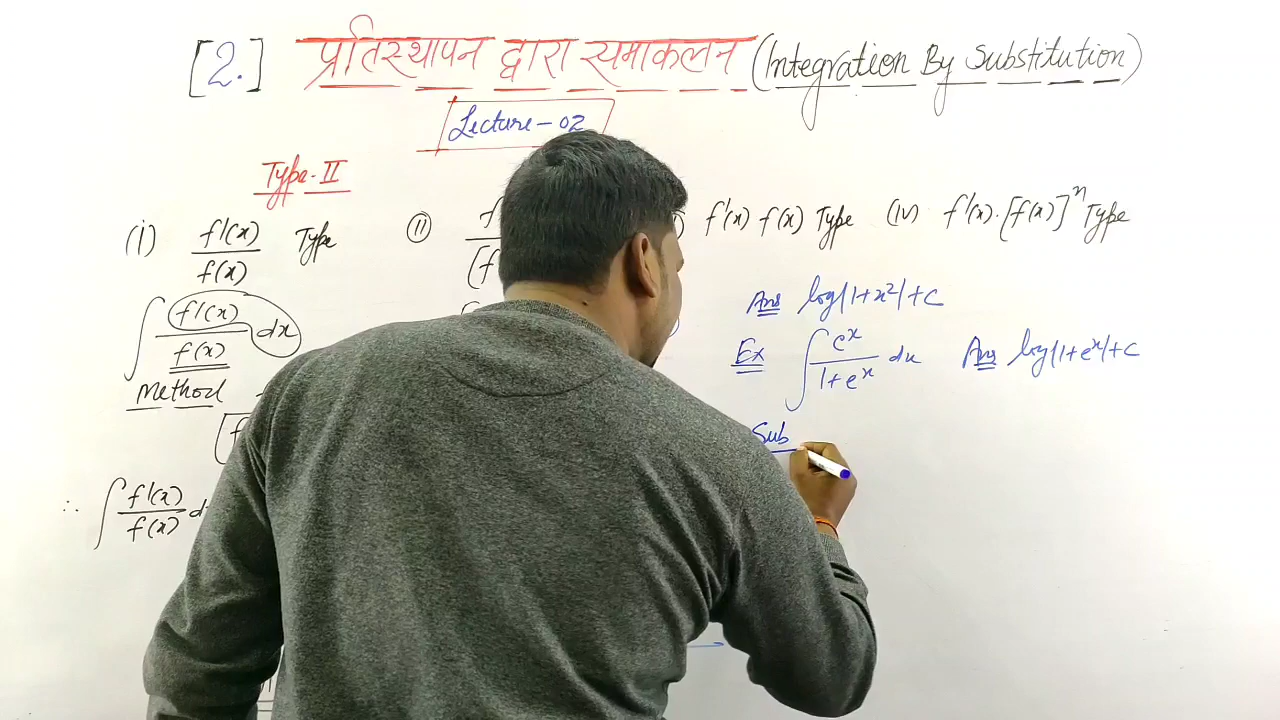 [2.] प्रतिस्थापन द्वारा समाकलन (Integration By Substitution)
Lecture-02
Type-II
(i) f'(x)/f(x) Type (ii) f'(x) f(x) Type (iv) f'(x).[f(x)]ⁿ Type
∫ f'(x)/f(x) dx
Method
∴ ∫ f'(x)/f(x) d
Ans log|1+x²|+c
Ex ∫ eˣ/1+eˣ dx Ans log|1+eˣ|+c
Sub